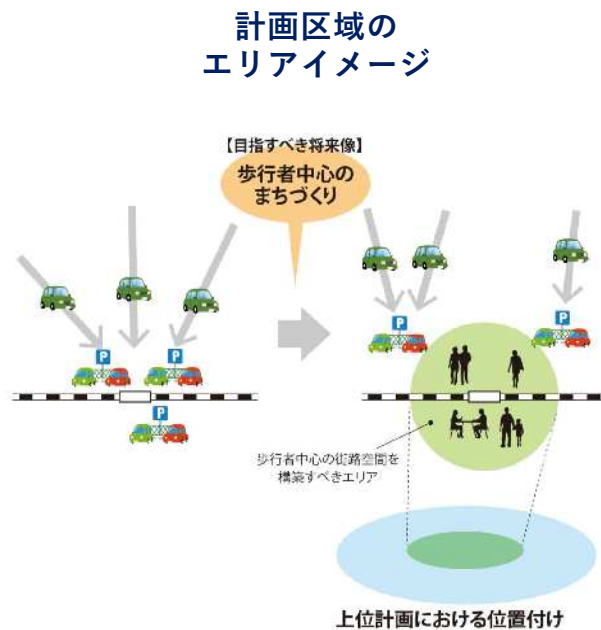 計画区域の
エリアイメージ
【目指すべき将来像】
歩行者中心の
まちづくり
P
P
P
P
P
歩行者中心の街路空間を
構築すべきエリア
上位計画における位置付け